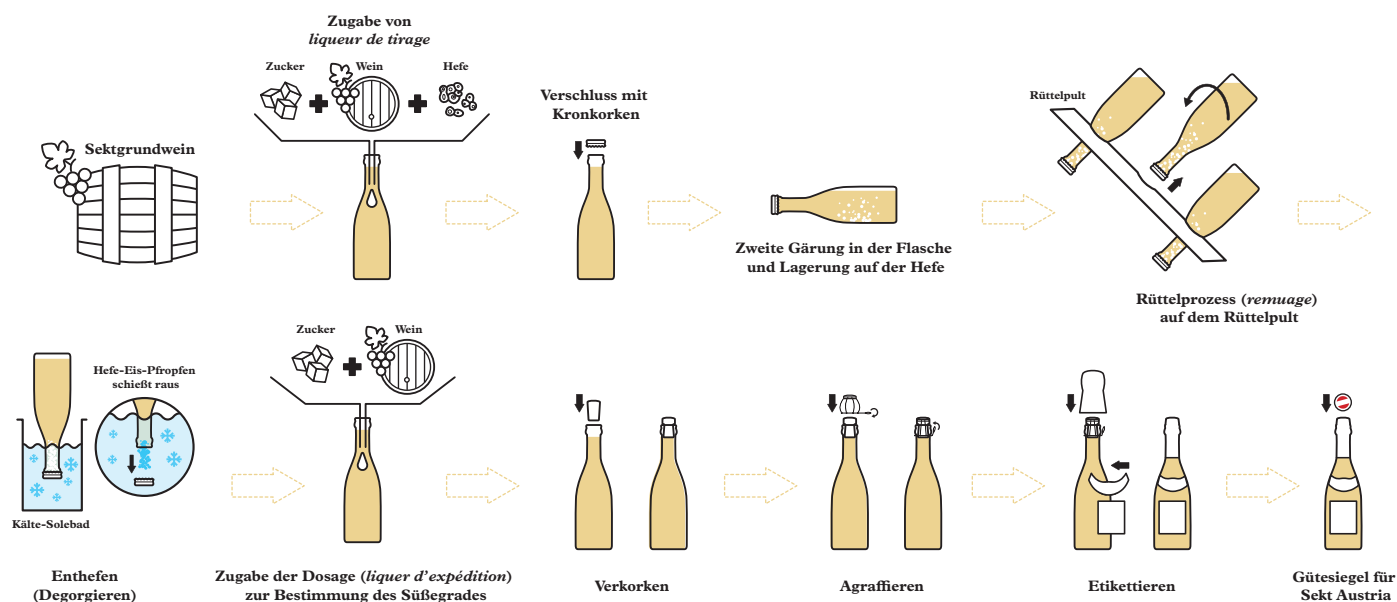 Sektgrundwein
Zugabe von
liqueur de tirage
Zucker
Wein
Hefe
Verschluss mit
Kronkorken
Zweite Gärung in der Flasche
und Lagerung auf der Hefe
Rüttelpult
Rüttelprozess (remuage)
auf dem Rüttelpult
Hefe-Eis-Pfropfen
schießt raus
Kälte-Solebad
Enthefen
(Degorgieren)
Zucker
Wein
Zugabe der Dosage (liquer d’expédition)
zur Bestimmung des Süßegrades
Verkorken
Agraffieren
Etikettieren
Gütesiegel für
Sekt Austria